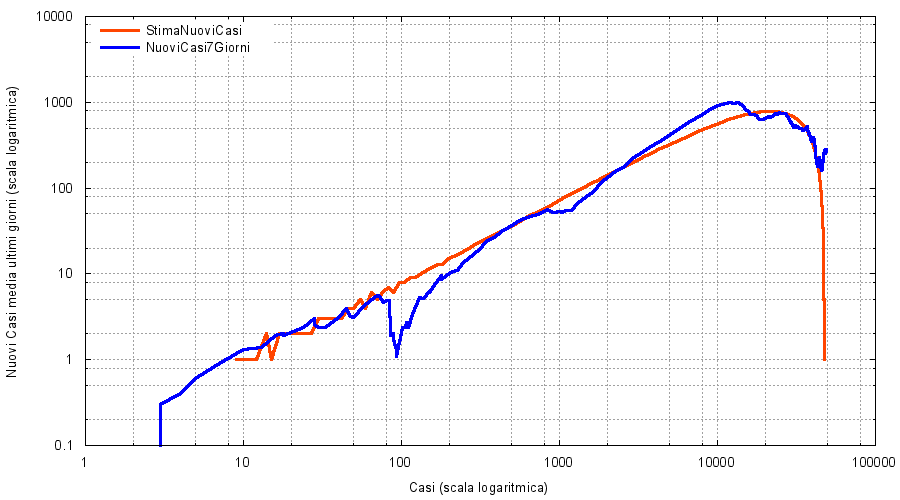 10000
1000
100
10
1
0.1
Nuovi Casi media ultimi giorni (scala logaritmica)
StimaNuoviCasi
NuoviCasi7Giorni
1 10 100 1000 10000 100000
Casi (scala logaritmica)